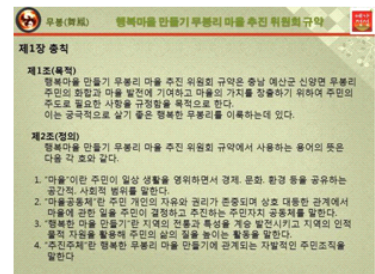 무봉(舞鳳)
행복마을 만들기 무봉리 마을 추진 위원회 규약
제1장 총칙
제1조(목적)
행복마을 만들기 무봉리 마을 추진 위원회 규약은 충남 예산군 신양면 무봉리
주민의 화합과 마을 발전에 기여하고 마을의 가치를 창출하기 위하여 주민의
주도로 필요한 사항을 규정함을 목적으로 한다.
이는 궁극적으로 살기 좋은 행복한 무봉리를 이룩하는데 있다.
제2조(정의)
행복마을 만들기 무봉리 마을 추진 위원회 규약에서 사용하는 용어의 뜻은
다음 각 호와 같다.
1. "마을"이란 주민이 일상 생활을 영위하면서 경제. 문화. 환경 등을 공유하는
공간적. 사회적 범위를 말한다.
2. "마을공동체"란 주민 개인의 자유와 권리가 존중되며 상호 대등한 관계에서
마을에 관한 일을 주민이 결정하고 추진하는 주민자치 공동체를 말한다.
3. "행복한 마을 만들기"란 지역의 전통과 특성을 계승 발전시키고 지역의 인적
물적 자원을 활용해 주민의 삶의 질을 높이는 활동을 말한다.
4. "추진주체"란 행복한 무봉리 마을 만들기에 관계되는 자발적인 주민조직을
말한다